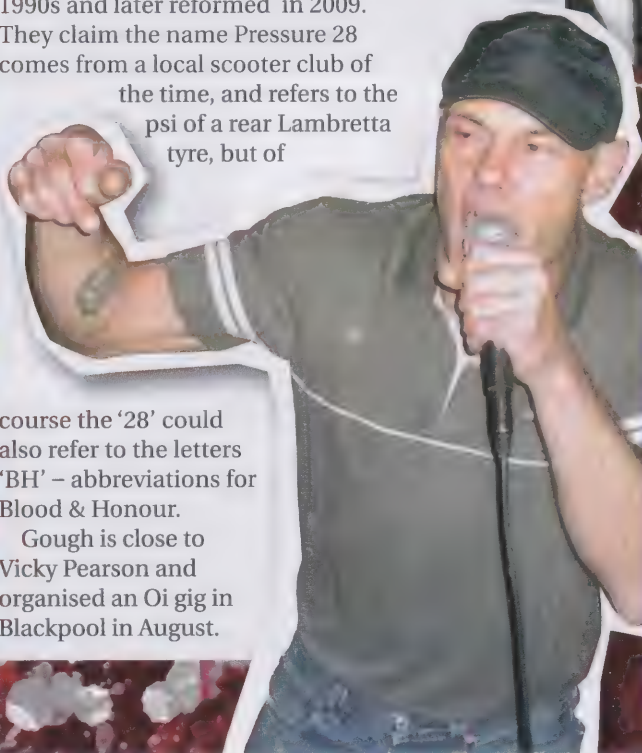 1990s and later reformed in 2009.
They claim the name Pressure 28
comes from a local scooter club of
the time, and refers to the
psi of a rear Lambretta
tyre, but of
course the ‘28’ could
also refer to the letters
‘BH’ – abbreviations for
Blood & Honour.
Gough is close to
Vicky Pearson and
organised an Oi gig in
Blackpool in August.